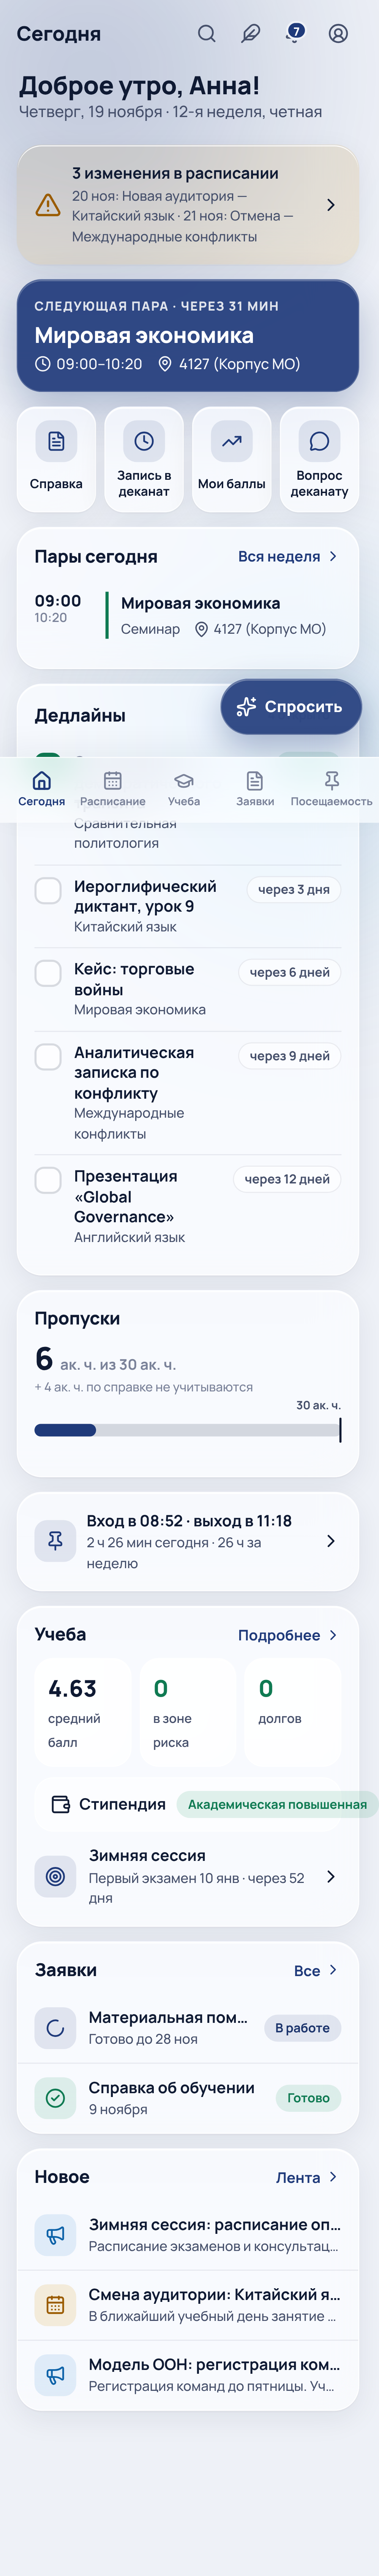 Сегодня
7
Доброе утро, Анна!
Четверг, 19 ноября · 12-я неделя, четная
3 изменения в расписании
20 ноя: Новая аудитория —
Китайский язык · 21 ноя: Отмена —
Международные конфликты
СЛЕДУЮЩАЯ ПАРА · ЧЕРЕЗ 31 МИН
Мировая экономика
09:00–10:20 4127 (Корпус МО)
Справка
Запись в
деканат
Мои баллы
Вопрос
деканату
Пары сегодня
Вся неделя
09:00
10:20
Мировая экономика
Семинар 4127 (Корпус МО)
Дедлайны
Спросить
Сегодня
Расписание
Учеба
Заявки
Посещаемость
Сравнительная
политология
Иероглифический
диктант, урок 9
Китайский язык
через 3 дня
Кейс: торговые
войны
Мировая экономика
через 6 дней
Аналитическая
записка по
конфликту
Международные
конфликты
через 9 дней
Презентация
«Global
Governance»
Английский язык
через 12 дней
Пропуски
6 ак. ч. из 30 ак. ч.
+ 4 ак. ч. по справке не учитываются
30 ак. ч.
Вход в 08:52 · выход в 11:18
2 ч 26 мин сегодня · 26 ч за
неделю
Учеба
Подробнее
4.63
средний
балл
0
в зоне
риска
0
долгов
Стипендия
Академическая повышенная
Зимняя сессия
Первый экзамен 10 янв · через 52
дня
Заявки
Все
Материальная пом…
Готово до 28 ноя
В работе
Справка об обучении
9 ноября
Готово
Новое
Лента
Зимняя сессия: расписание оп…
Расписание экзаменов и консультац…
Смена аудитории: Китайский я…
В ближайший учебный день занятие …
Модель ООН: регистрация ком…
Регистрация команд до пятницы. Уч…